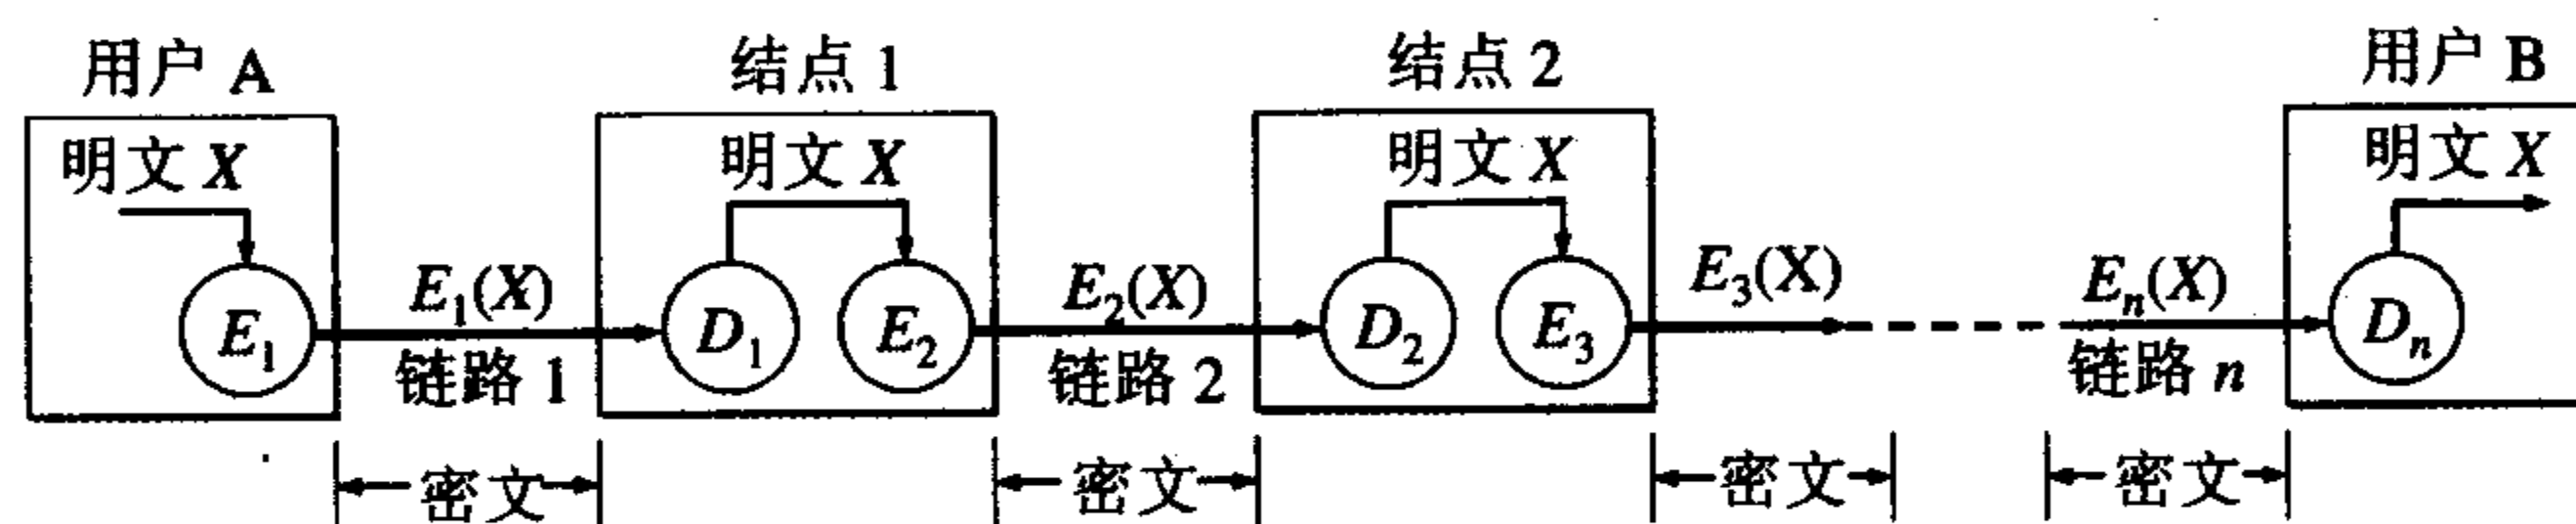 用户 A
结点 1
结点 2
用户 B
明文 X
明文 X
明文 X
明文 X
E₁(X)
E₂(X)
E₃(X)
Eₙ(X)
E₁
D₁
E₂
D₂
E₃
Dₙ
链路 1
链路 2
链路 n
密文
密文
密文
密文